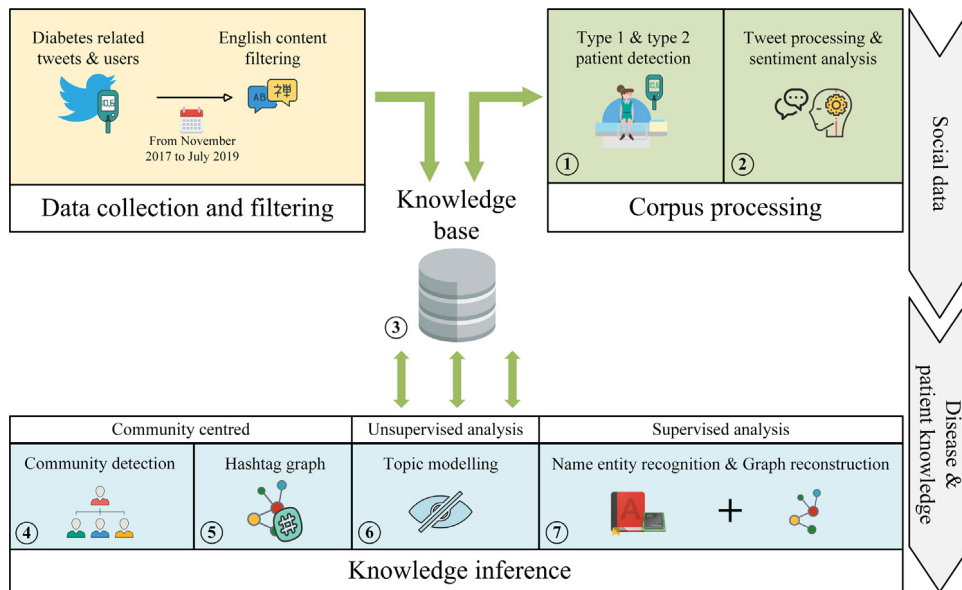 Diabetes related
tweets & users
English content
filtering
10,6
AB
禅
From November
2017 to July 2019
Data collection and filtering
Knowledge
base
3
Type 1 & type 2
patient detection
1
Tweet processing &
sentiment analysis
2
Corpus processing
Social data
Disease &
patient knowledge
Community centred
Unsupervised analysis
Supervised analysis
Community detection
4
Hashtag graph
#
5
Topic modelling
6
Name entity recognition & Graph reconstruction
A
+
7
Knowledge inference